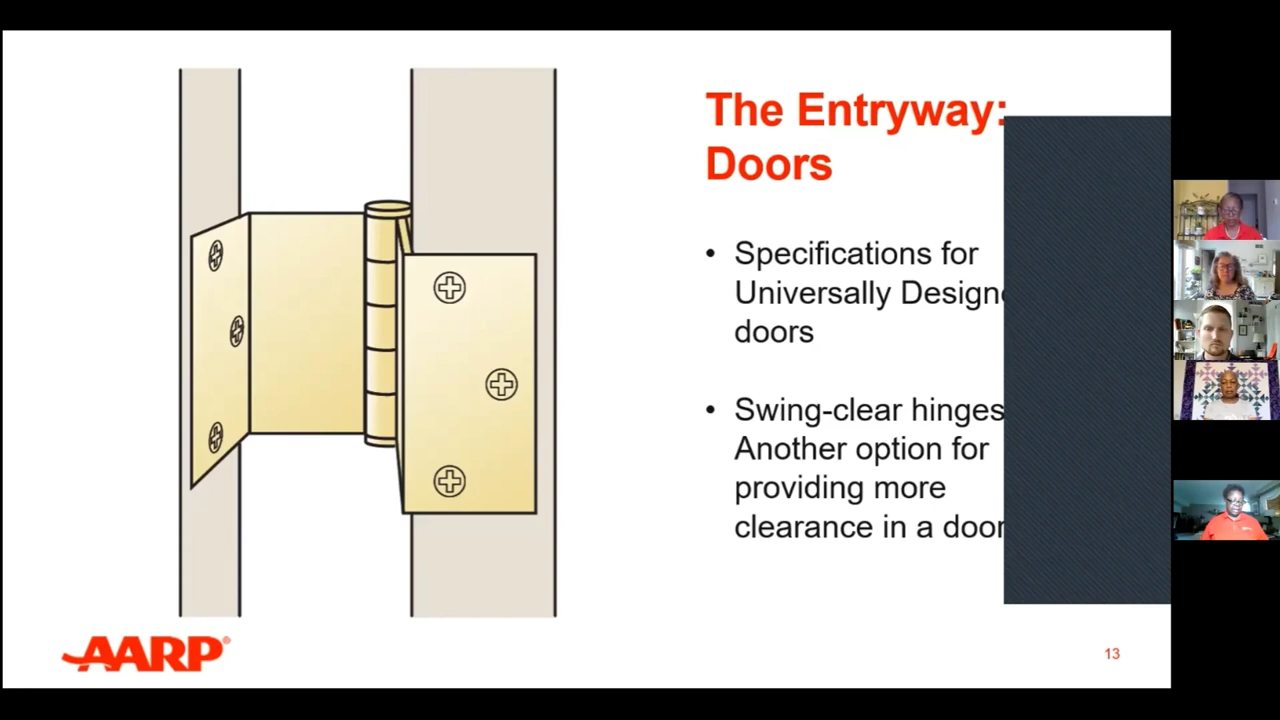 The Entryway:
Doors
• Specifications for
Universally
doors
• Swing-clear hinges
Another option for
providing more
clearance in a door
AARP®
13